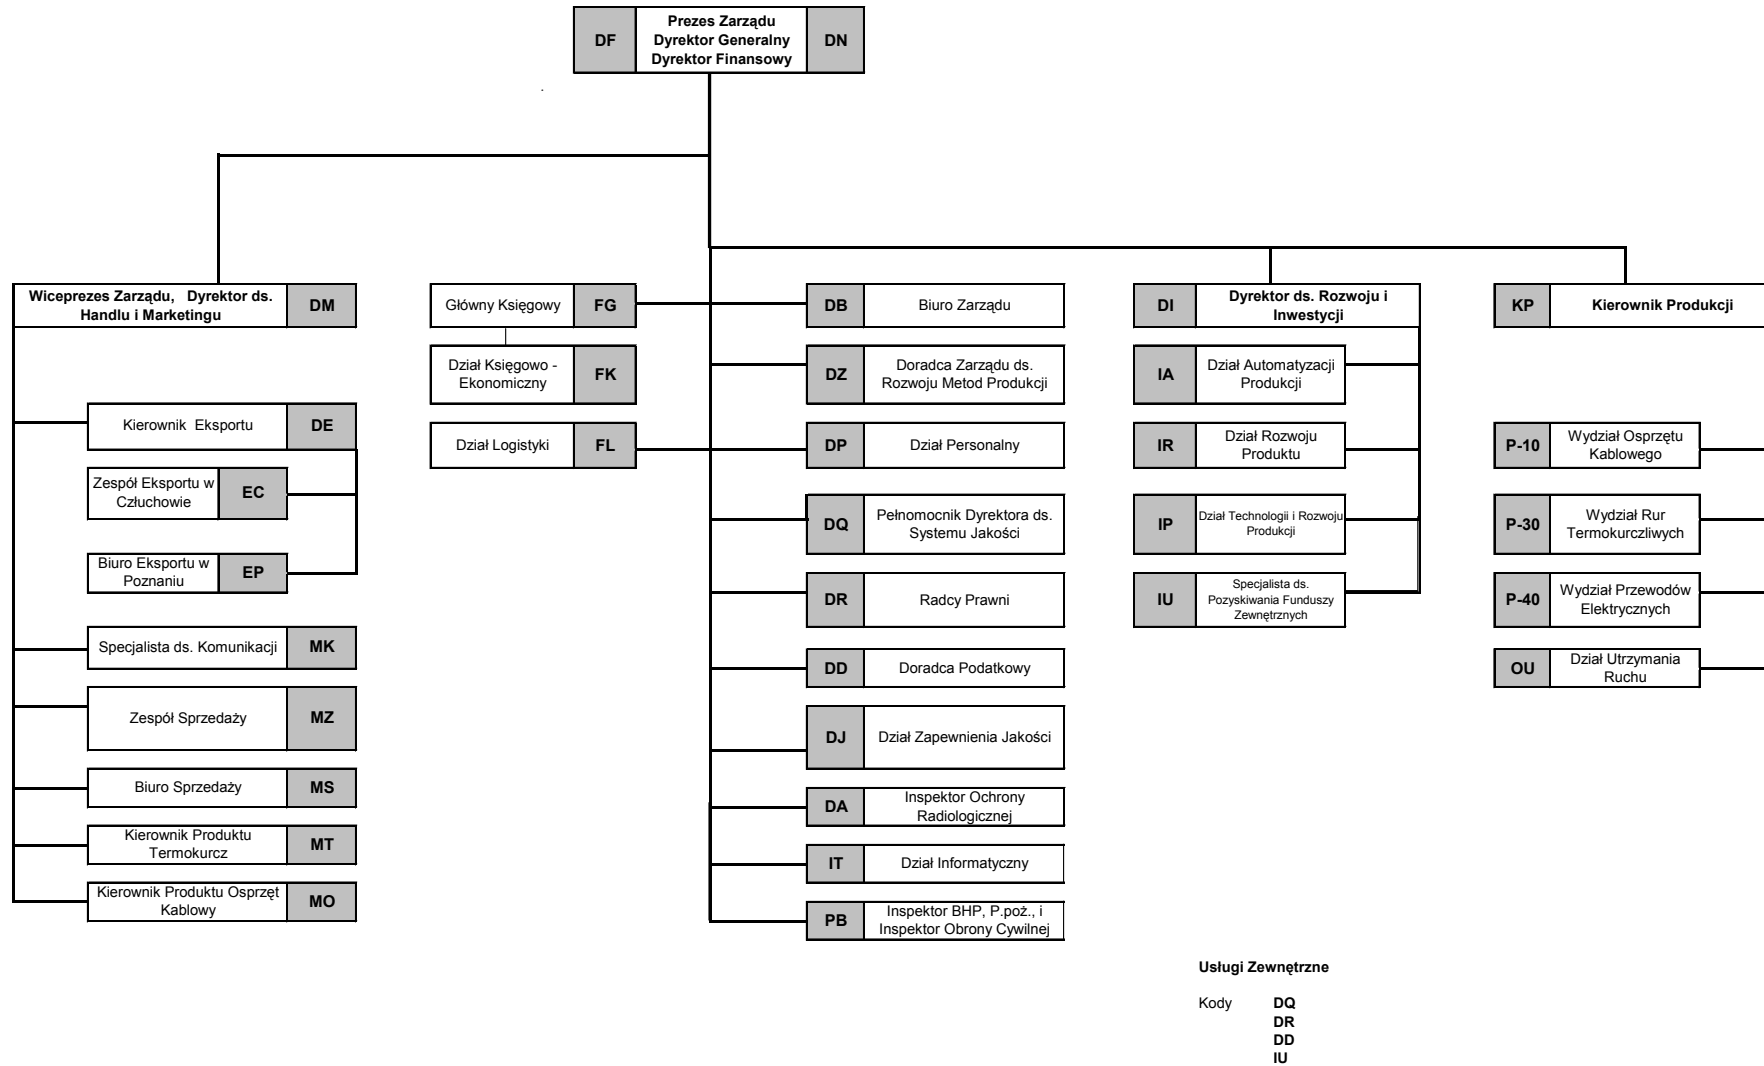 DF
Prezes Zarządu
Dyrektor Generalny
Dyrektor Finansowy
DN
Wiceprezes Zarządu, Dyrektor ds.
Handlu i Marketingu
DM
Kierownik Eksportu
DE
Zespół Eksportu w
Człuchowie
EC
Biuro Eksportu w
Poznaniu
EP
Specjalista ds. Komunikacji
MK
Zespół Sprzedaży
MZ
Biuro Sprzedaży
MS
Kierownik Produktu
Termokurcz
MT
Kierownik Produktu Osprzęt
Kablowy
MO
Główny Księgowy
FG
Dział Księgowo -
Ekonomiczny
FK
Dział Logistyki
FL
DB
Biuro Zarządu
DZ
Doradca Zarządu ds.
Rozwoju Metod Produkcji
DP
Dział Personalny
DQ
Pełnomocnik Dyrektora ds.
Systemu Jakości
DR
Radcy Prawni
DD
Doradca Podatkowy
DJ
Dział Zapewnienia Jakości
DA
Inspektor Ochrony
Radiologicznej
IT
Dział Informatyczny
PB
Inspektor BHP, P.poż., i
Inspektor Obrony Cywilnej
DI
Dyrektor ds. Rozwoju i
Inwestycji
IA
Dział Automatyzacji
Produkcji
IR
Dział Rozwoju
Produktu
IP
Dział Technologii i Rozwoju
Produkcji
IU
Specjalista ds.
Pozyskiwania Funduszy
Zewnętrznych
KP
Kierownik Produkcji
P-10
Wydział Osprzętu
Kablowego
P-30
Wydział Rur
Termokurczliwych
P-40
Wydział Przewodów
Elektrycznych
OU
Dział Utrzymania
Ruchu
Usługi Zewnętrzne
Kody DQ
DR
DD
IU